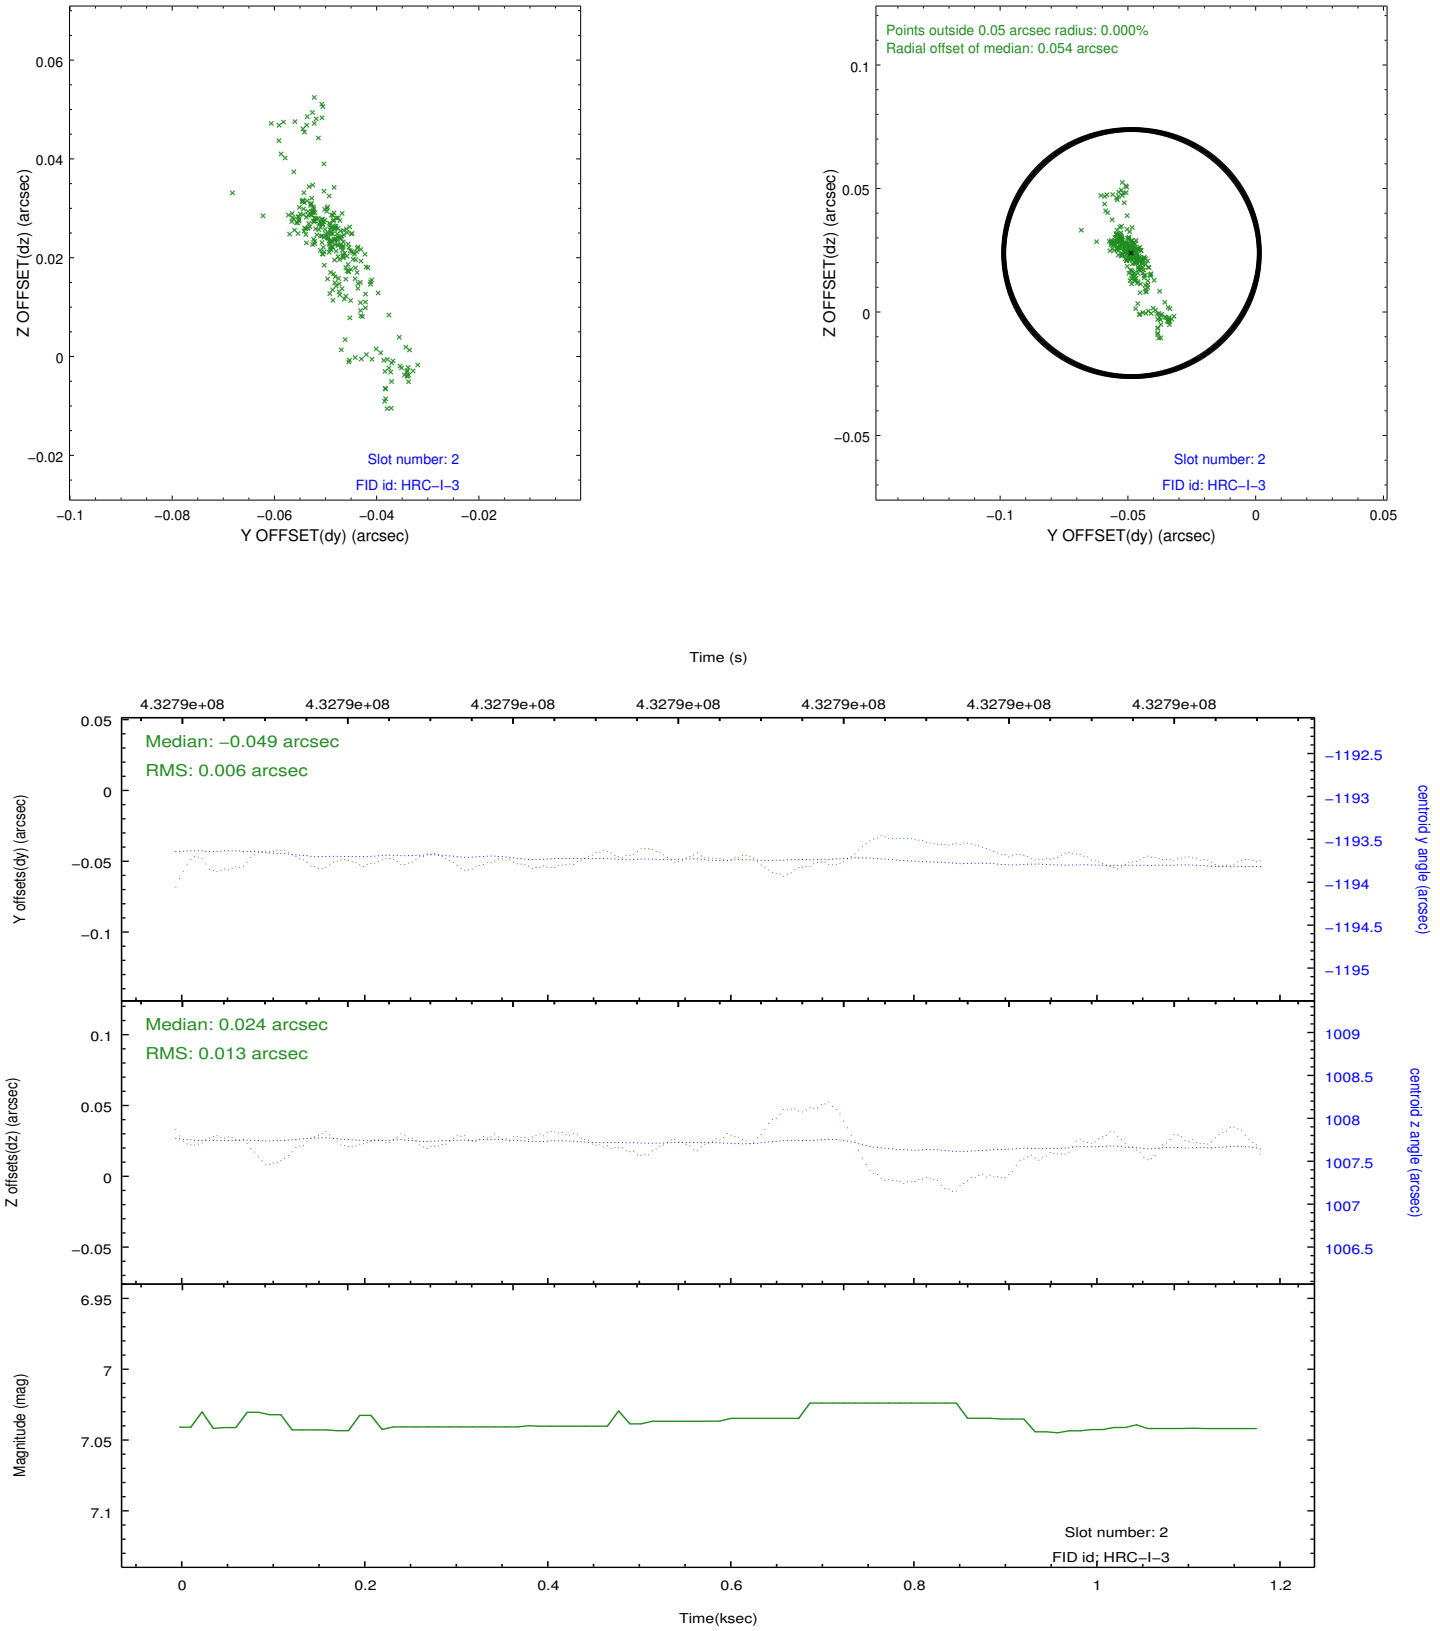 0.06
0.04
0.02
0
−0.02
−0.1
−0.08
−0.06
−0.04
−0.02
Z OFFSET(dz) (arcsec)
Y OFFSET(dy) (arcsec)
Slot number: 2
FID id: HRC−I−3
Points outside 0.05 arcsec radius: 0.000%
Radial offset of median: 0.054 arcsec
0.1
0.05
0
−0.05
−0.1
−0.05
0
0.05
Z OFFSET(dz) (arcsec)
Y OFFSET(dy) (arcsec)
Slot number: 2
FID id: HRC−I−3
Time (s)
4.3279e+08 4.3279e+08 4.3279e+08 4.3279e+08 4.3279e+08 4.3279e+08 4.3279e+08
Median: −0.049 arcsec
RMS: 0.006 arcsec
0.05
0
−0.05
−0.1
Y offsets(dy) (arcsec)
−1192.5
−1193
−1193.5
−1194
−1194.5
−1195
centroid y angle (arcsec)
Median: 0.024 arcsec
RMS: 0.013 arcsec
0.1
0.05
0
−0.05
Z offsets(dz) (arcsec)
1009
1008.5
1008
1007.5
1007
1006.5
centroid z angle (arcsec)
6.95
7
7.05
7.1
Magnitude (mag)
Slot number: 2
FID id: HRC−I−3
0 0.2 0.4 0.6 0.8 1 1.2
Time(ksec)